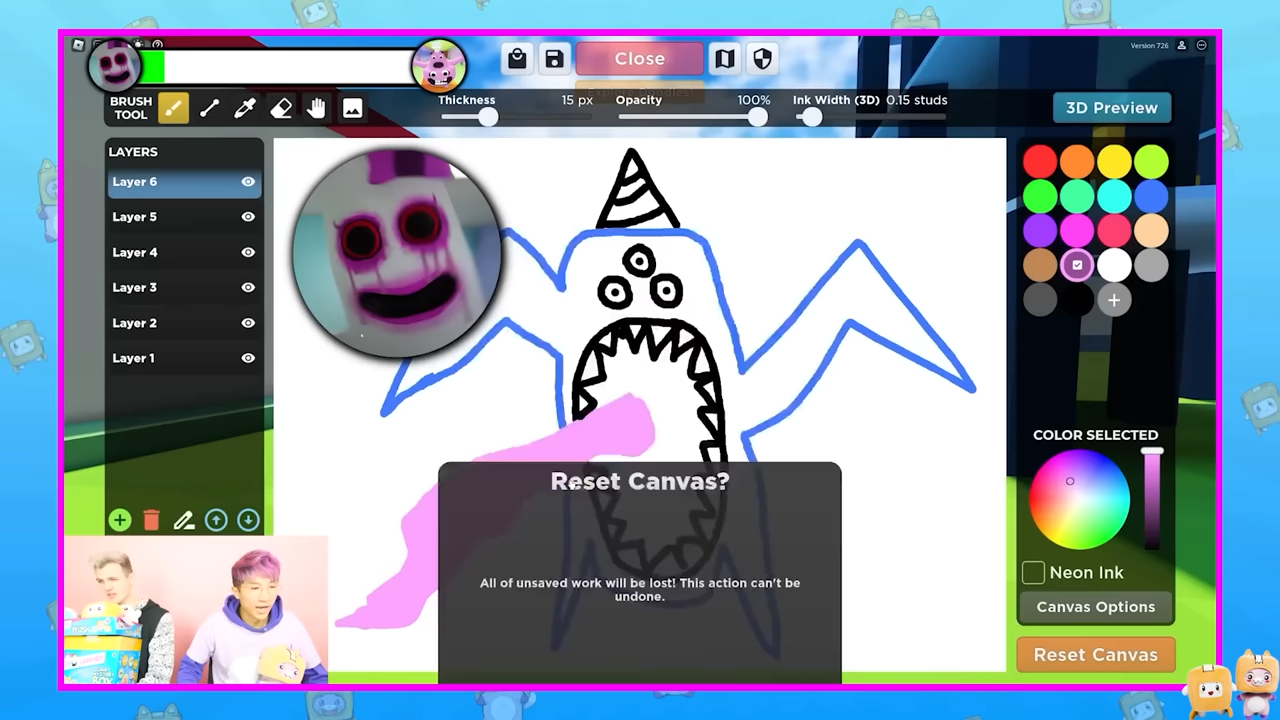 Version 726
Close
BRUSH
TOOL
Thickness 15 px
Opacity 100%
Ink Width (3D) 0.15 studs
3D Preview
LAYERS
Layer 6
Layer 5
Layer 4
Layer 3
Layer 2
Layer 1
Reset Canvas?
All of unsaved work will be lost! This action can't be
undone.
COLOR SELECTED
Neon Ink
Canvas Options
Reset Canvas